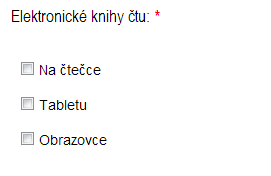 Elektronické knihy čtu: *
Na čtečce
Tabletu
Obrazovce